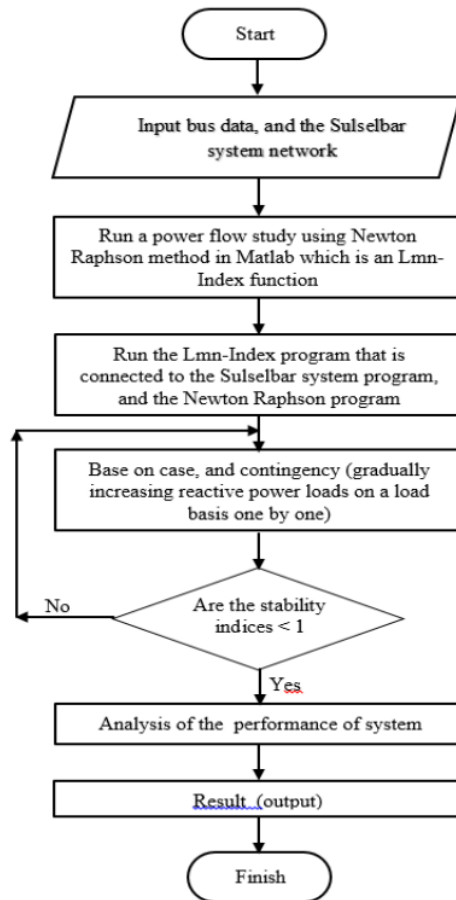 Start
Input bus data, and the Sulselbar
system network
Run a power flow study using Newton
Raphson method in Matlab which is an Lmn-
Index function
Run the Lmn-Index program that is
connected to the Sulselbar system program,
and the Newton Raphson program
Base on case, and contingency (gradually
increasing reactive power loads on a load
basis one by one)
No
Are the stability
indices < 1
Yes
Analysis of the performance of system
Result (output)
Finish